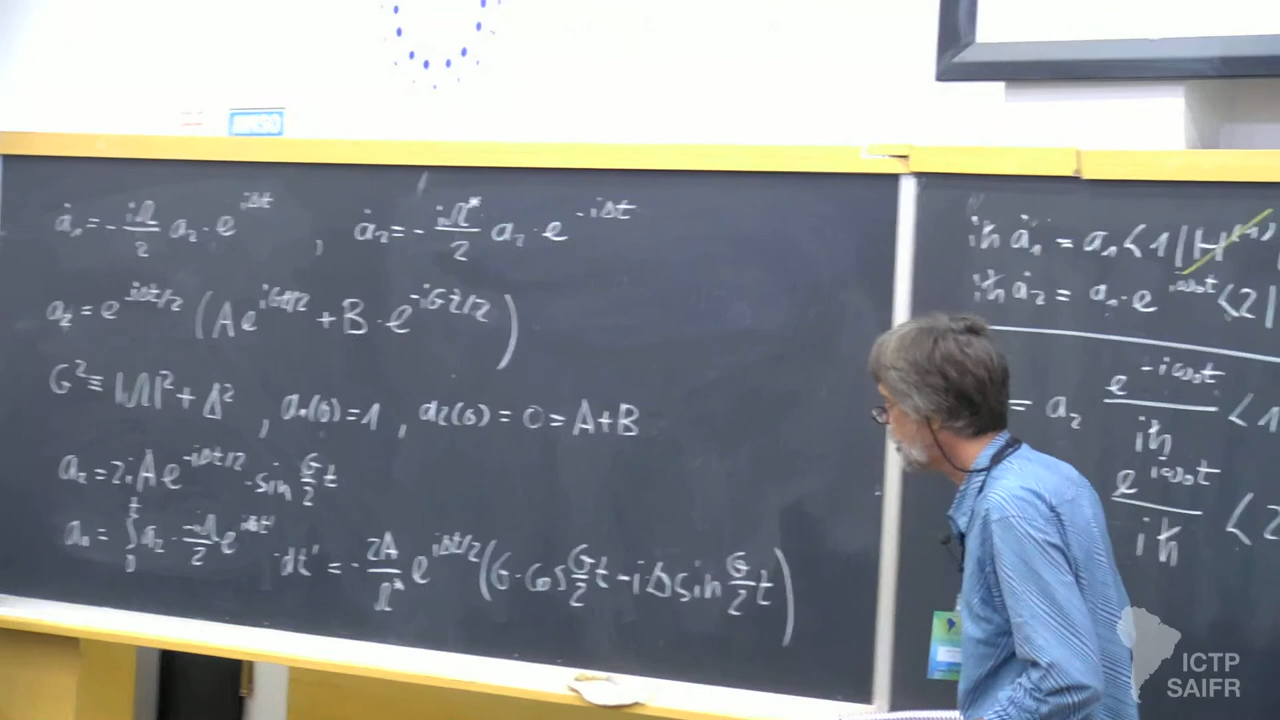 ȧ₁ = - iΩ/2 a₂ · e^{iΔt} , ȧ₂ = - iΩ*/2 a₁ · e^{-iΔt}
a₂ = e^{-iΔt/2} (A e^{iGt/2} + B · e^{-iGt/2})
G² ≡ |Ω|² + Δ² , a₁(0) = 1 , a₂(0) = 0 = A + B
a₂ = 2iA e^{-iΔt/2} · sin G/2 t
a₁ = ∫₀ᵗ a₂ · -iΩ/2 e^{iΔt'} dt' = - 2A/Ω* e^{iΔt/2} (G · cos G/2 t - iΔ sin G/2 t)
iħ ȧ₁ = a₁ <1|H
iħ ȧ₂ = a₁ · e^{iω₀t} <2|
= a₂ e^{-iω₀t}/iħ <1
e^{iω₀t}/iħ <2
ICTP
SAIFR